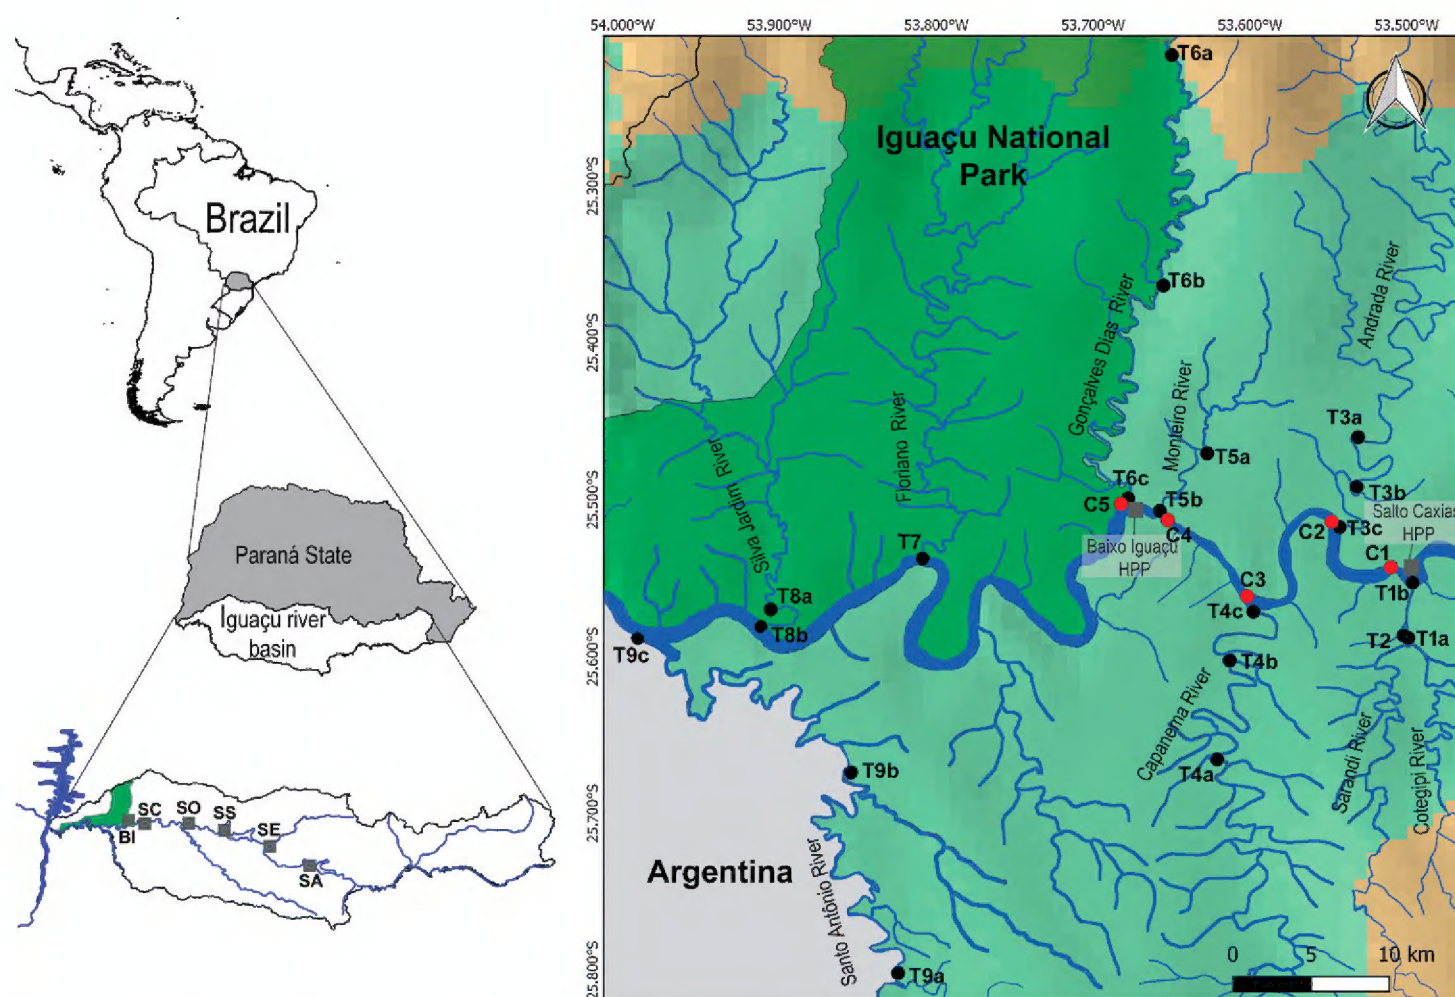 Brazil
Paraná State
Iguaçu river
basin
BI
SC
SO
SS
SE
SA
54.000°W
53.900°W
53.800°W
53.700°W
53.600°W
53.500°W
25.300°S
25.400°S
25.500°S
25.600°S
25.700°S
25.800°S
Iguaçu National
Park
T6a
T6b
Gonçalves Dias River
Monteiro River
Andrada River
T3a
T5a
T3b
T6c
C5
T5b
C4
Baixo Iguaçu
HPP
Salto Caxias
HPP
C2
T3c
C1
T1b
C3
T4c
T2
T1a
Floriano River
Silva Jardim River
T7
T8a
T8b
T9c
T4b
Capanema River
T4a
Sarandi River
Cotegipi River
T9b
Argentina
Santo Antônio River
T9a
0 5 10 km